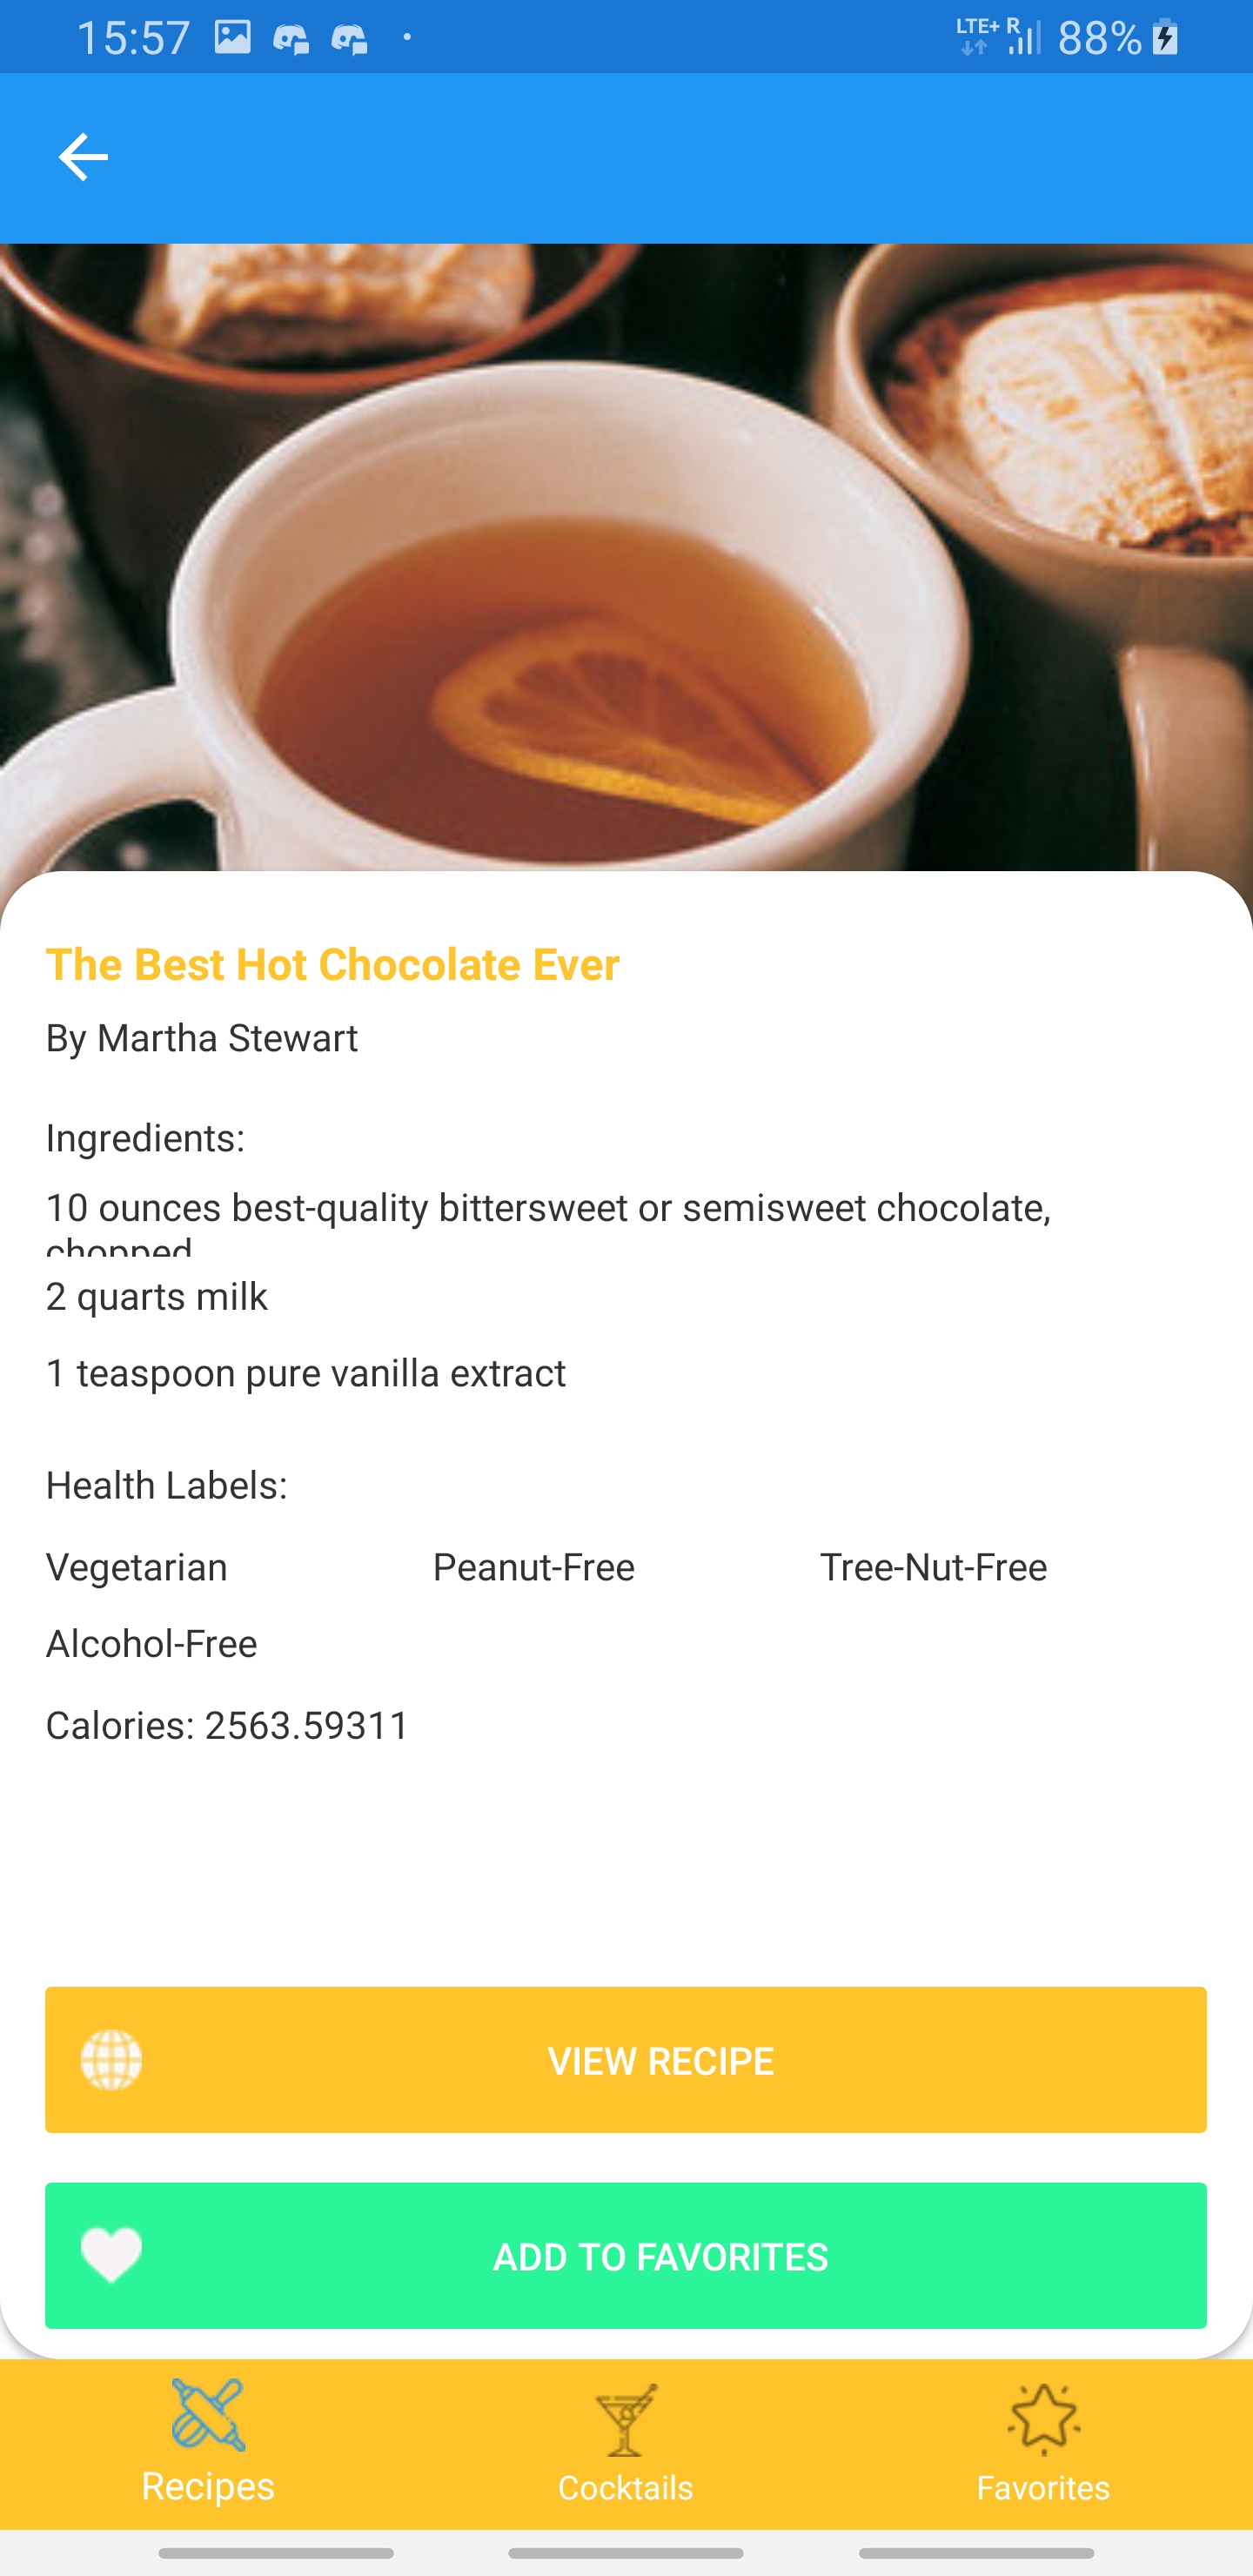 15:57
LTE+ R 88%
The Best Hot Chocolate Ever
By Martha Stewart
Ingredients:
10 ounces best-quality bittersweet or semisweet chocolate,
chopped
2 quarts milk
1 teaspoon pure vanilla extract
Health Labels:
Vegetarian Peanut-Free Tree-Nut-Free
Alcohol-Free
Calories: 2563.59311
VIEW RECIPE
ADD TO FAVORITES
Recipes Cocktails Favorites